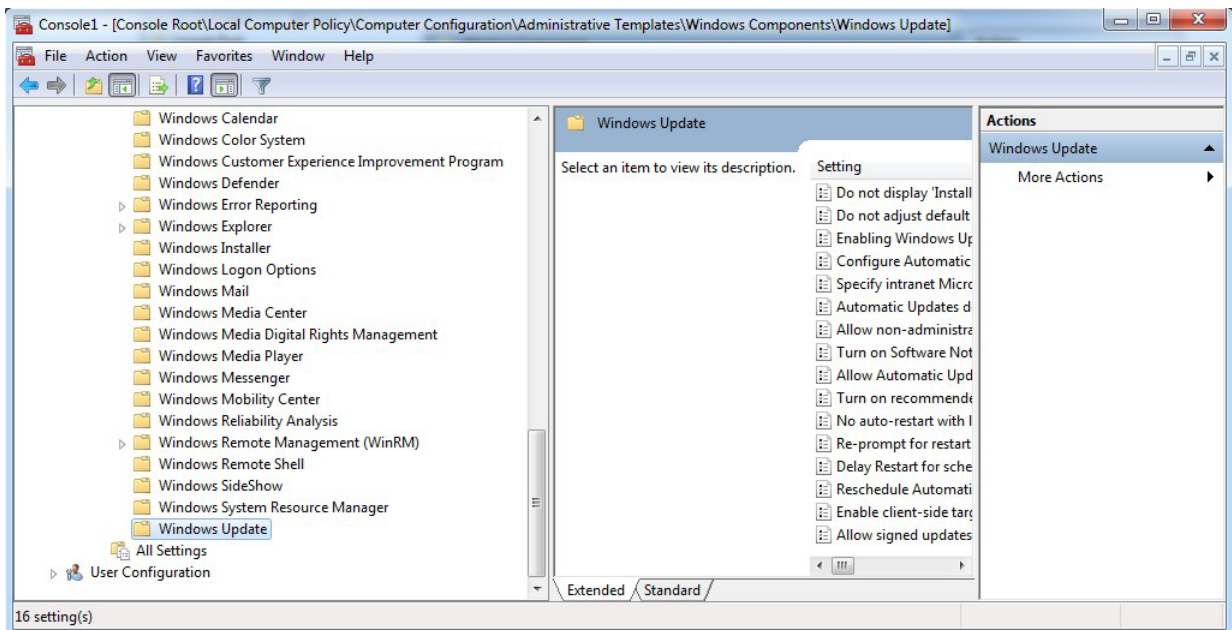 Console1 - [Console Root\Local Computer Policy\Computer Configuration\Administrative Templates\Windows Components\Windows Update]
File Action View Favorites Window Help
Windows Calendar
Windows Color System
Windows Customer Experience Improvement Program
Windows Defender
Windows Error Reporting
Windows Explorer
Windows Installer
Windows Logon Options
Windows Mail
Windows Media Center
Windows Media Digital Rights Management
Windows Media Player
Windows Messenger
Windows Mobility Center
Windows Reliability Analysis
Windows Remote Management (WinRM)
Windows Remote Shell
Windows SideShow
Windows System Resource Manager
Windows Update
All Settings
User Configuration
Windows Update
Select an item to view its description.
Setting
Do not display 'Install
Do not adjust default
Enabling Windows Up
Configure Automatic
Specify intranet Micro
Automatic Updates d
Allow non-administra
Turn on Software Not
Allow Automatic Upd
Turn on recommende
No auto-restart with l
Re-prompt for restart
Delay Restart for sche
Reschedule Automati
Enable client-side targ
Allow signed updates
Extended Standard
Actions
Windows Update
More Actions
16 setting(s)